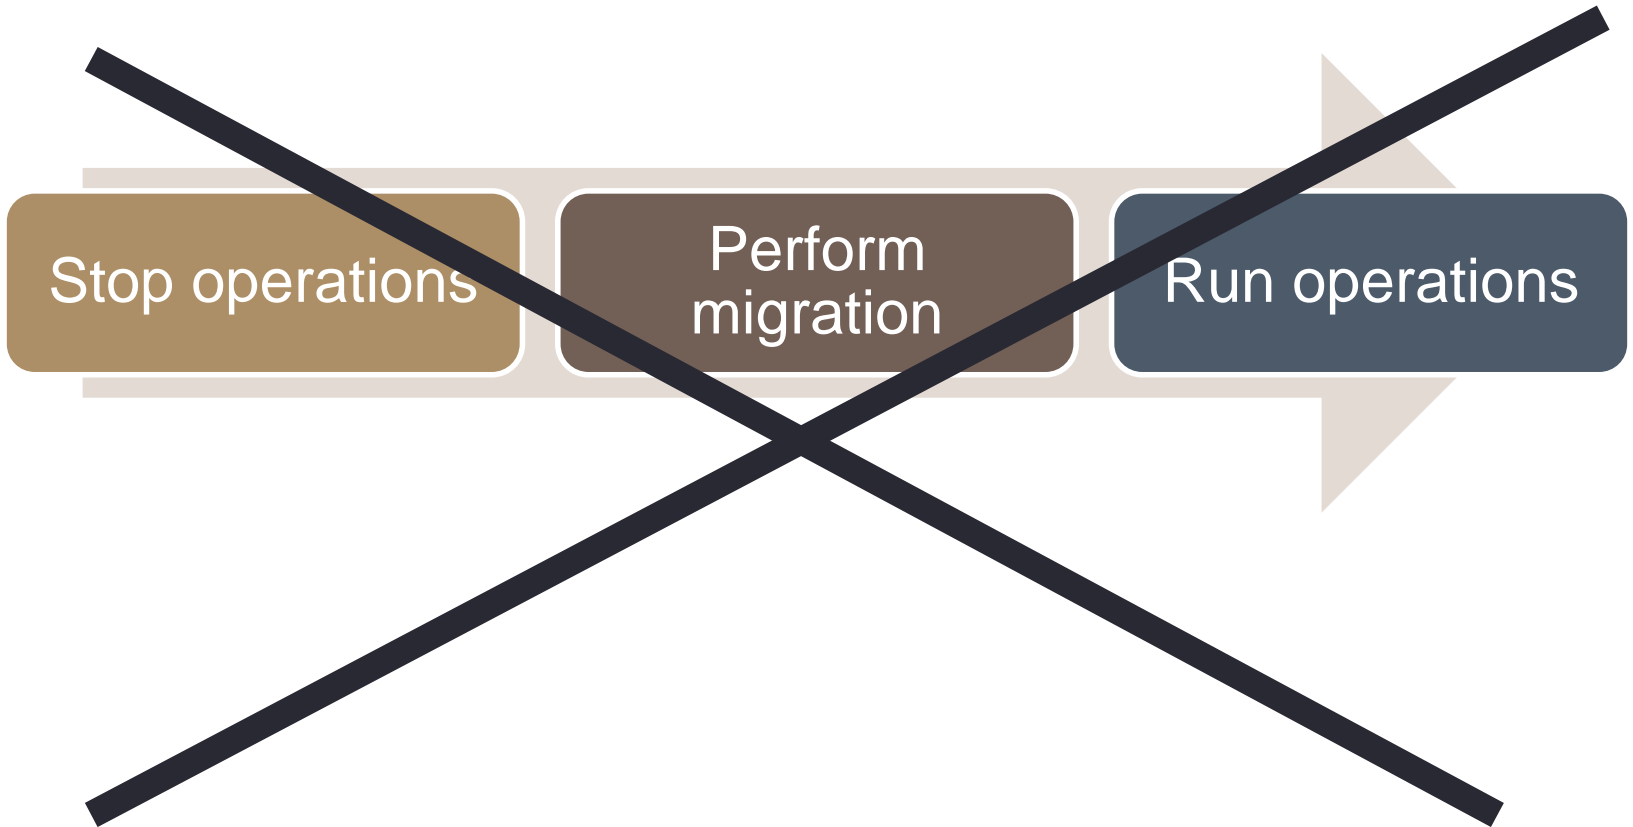 Stop operations
Perform
migration
Run operations